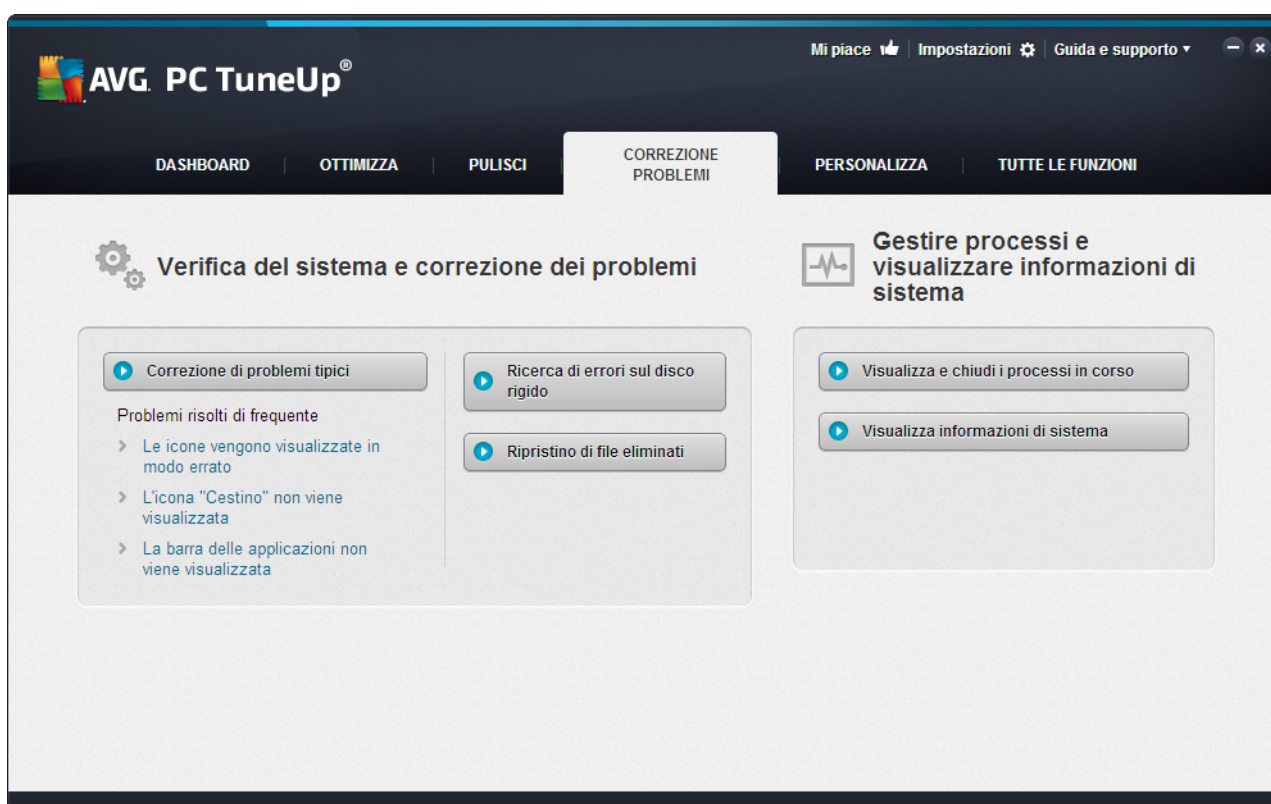 Mi piace | Impostazioni | Guida e supporto
AVG. PC TuneUp®
DASHBOARD
OTTIMIZZA
PULISCI
CORREZIONE
PROBLEMI
PERSONALIZZA
TUTTE LE FUNZIONI
Verifica del sistema e correzione dei problemi
Correzione di problemi tipici
Problemi risolti di frequente
Le icone vengono visualizzate in
modo errato
L'icona "Cestino" non viene
visualizzata
La barra delle applicazioni non
viene visualizzata
Ricerca di errori sul disco
rigido
Ripristino di file eliminati
Gestire processi e
visualizzare informazioni di
sistema
Visualizza e chiudi i processi in corso
Visualizza informazioni di sistema